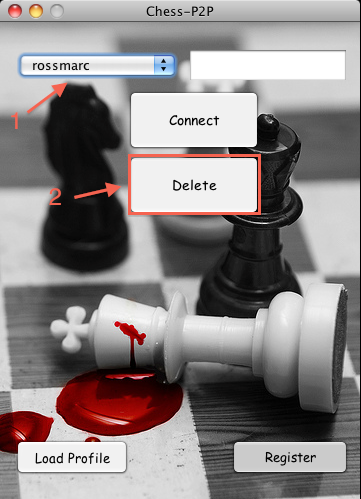 Chess-P2P
rossmarc
1
Connect
2
Delete
Load Profile
Register